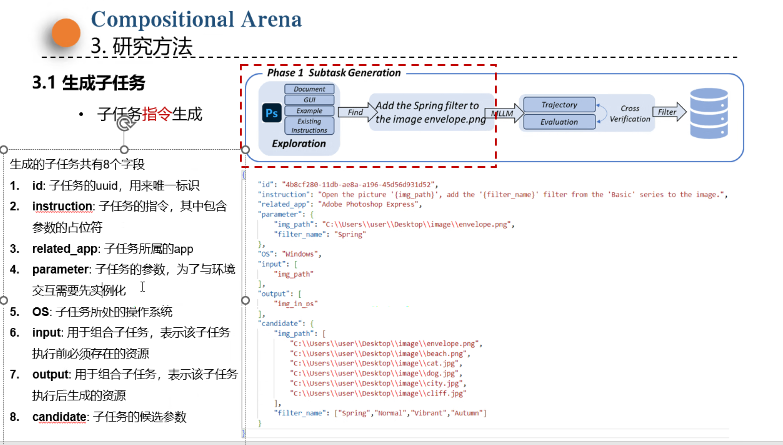 Compositional Arena
3. 研究方法
3.1 生成子任务
• 子任务指令生成
Phase 1 Subtask Generation
Ps
Document
GUI
Example
Existing
Instructions
Exploration
Find
Add the Spring filter to
the image envelope.png
MLLM
Trajectory
Evaluation
Cross
Verification
Filter
生成的子任务共有8个字段
1. id: 子任务的uuid，用来唯一标识
2. instruction: 子任务的指令，其中包含
参数的占位符
3. related_app: 子任务所属的app
4. parameter: 子任务的参数，为了与环境
交互需要先实例化
5. OS: 子任务所处的操作系统
6. input: 用于组合子任务，表示该子任务
执行前必须存在的资源
7. output: 用于组合子任务，表示该子任务
执行后生成的资源
8. candidate: 子任务的候选参数
{
"id": "4b8cf280-11db-ae8a-a196-45d56d931d52",
"instruction": "Open the picture '{img_path}', add the '{filter_name}' filter from the 'Basic' series to the image.",
"related_app": "Adobe Photoshop Express",
"parameter": {
"img_path": "C:\\Users\\user\\Desktop\\image\\envelope.png",
"filter_name": "Spring"
},
"OS": "Windows",
"input": [
"img_path"
],
"output": [
"img_in_ps"
],
"candidate": {
"img_path": [
"C:\\Users\\user\\Desktop\\image\\envelope.png",
"C:\\Users\\user\\Desktop\\image\\beach.png",
"C:\\Users\\user\\Desktop\\image\\cat.jpg",
"C:\\Users\\user\\Desktop\\image\\dog.jpg",
"C:\\Users\\user\\Desktop\\image\\city.jpg",
"C:\\Users\\user\\Desktop\\image\\cliff.jpg"
],
"filter_name": ["Spring","Normal","Vibrant","Autumn"]
}
}